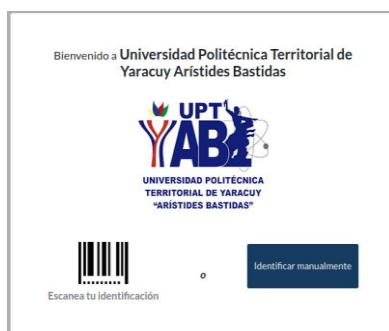 Bienvenido a Universidad Politécnica Territorial de
Yaracuy Arístides Bastidas
UPT
YAB
UNIVERSIDAD POLITÉCNICA
TERRITORIAL DE YARACUY
“ARÍSTIDES BASTIDAS”
o
Identificar manualmente
Escanea tu identificación